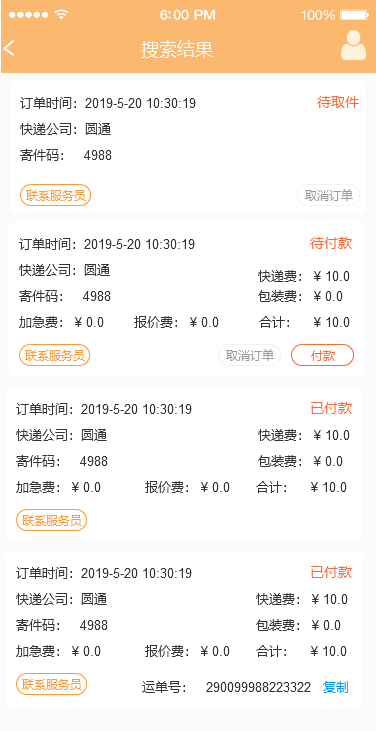 6:00 PM 100%
搜索结果
订单时间：2019-5-20 10:30:19 待取件
快递公司：圆通
寄件码： 4988
联系服务员 取消订单
订单时间：2019-5-20 10:30:19 待付款
快递公司：圆通 快递费：￥10.0
寄件码： 4988 包装费：￥0.0
加急费：￥0.0 报价费：￥0.0 合计： ￥10.0
联系服务员 取消订单 付款
订单时间：2019-5-20 10:30:19 已付款
快递公司：圆通 快递费：￥10.0
寄件码： 4988 包装费：￥0.0
加急费：￥0.0 报价费：￥0.0 合计： ￥10.0
联系服务员
订单时间：2019-5-20 10:30:19 已付款
快递公司：圆通 快递费：￥10.0
寄件码： 4988 包装费：￥0.0
加急费：￥0.0 报价费：￥0.0 合计： ￥10.0
联系服务员 运单号： 290099988223322 复制